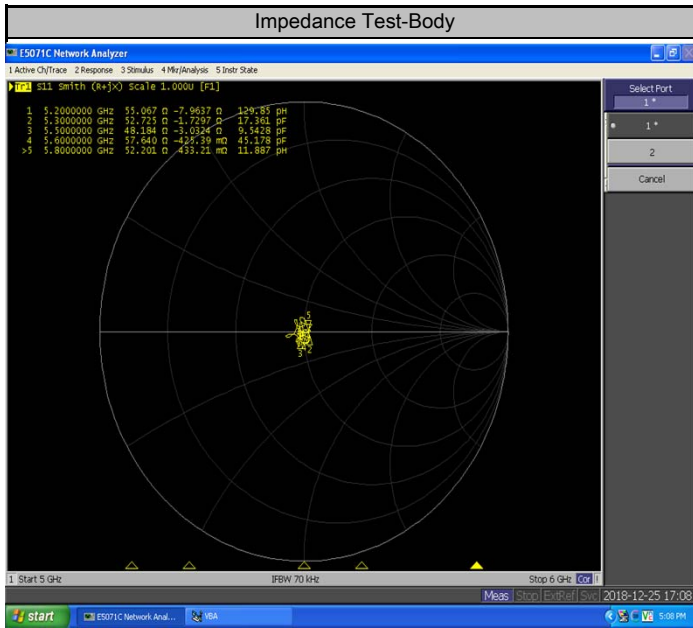 Impedance Test-Body
E5071C Network Analyzer
1 Active Ch/Trace 2 Response 3 Stimulus 4 Mkr/Analysis 5 Instr State
Tr1 S11 Smith (R+jX) Scale 1.000U [F1]
1 5.2000000 GHz 55.067 Ω -7.9637 Ω 129.85 pH
2 5.3000000 GHz 52.725 Ω -1.7297 Ω 17.361 pF
3 5.5000000 GHz 48.184 Ω -3.0324 Ω 9.5428 pF
4 5.6000000 GHz 57.640 Ω -425.39 mΩ 45.178 pF
>5 5.8000000 GHz 52.201 Ω -433.21 mΩ 11.887 pH
Select Port
1 *
1 *
2
Cancel
5
3 2
1 Start 5 GHz IFBW 70 kHz Stop 6 GHz Cor !
Meas Stop ExtRef Svc 2018-12-25 17:08
start E5071C Network Anal... VBA 5:08 PM